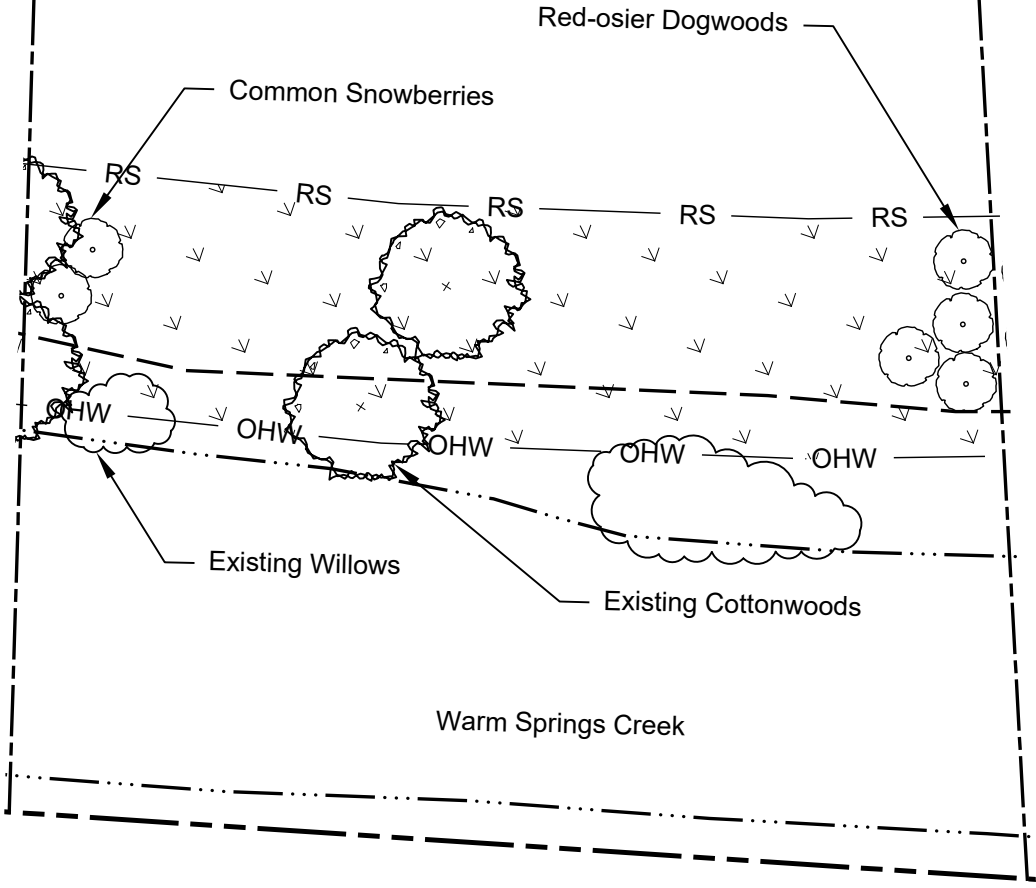 Red-osier Dogwoods
Common Snowberries
RS
RS
RS
RS
RS
OHW
OHW
OHW
OHW
OHW
Existing Willows
Existing Cottonwoods
Warm Springs Creek